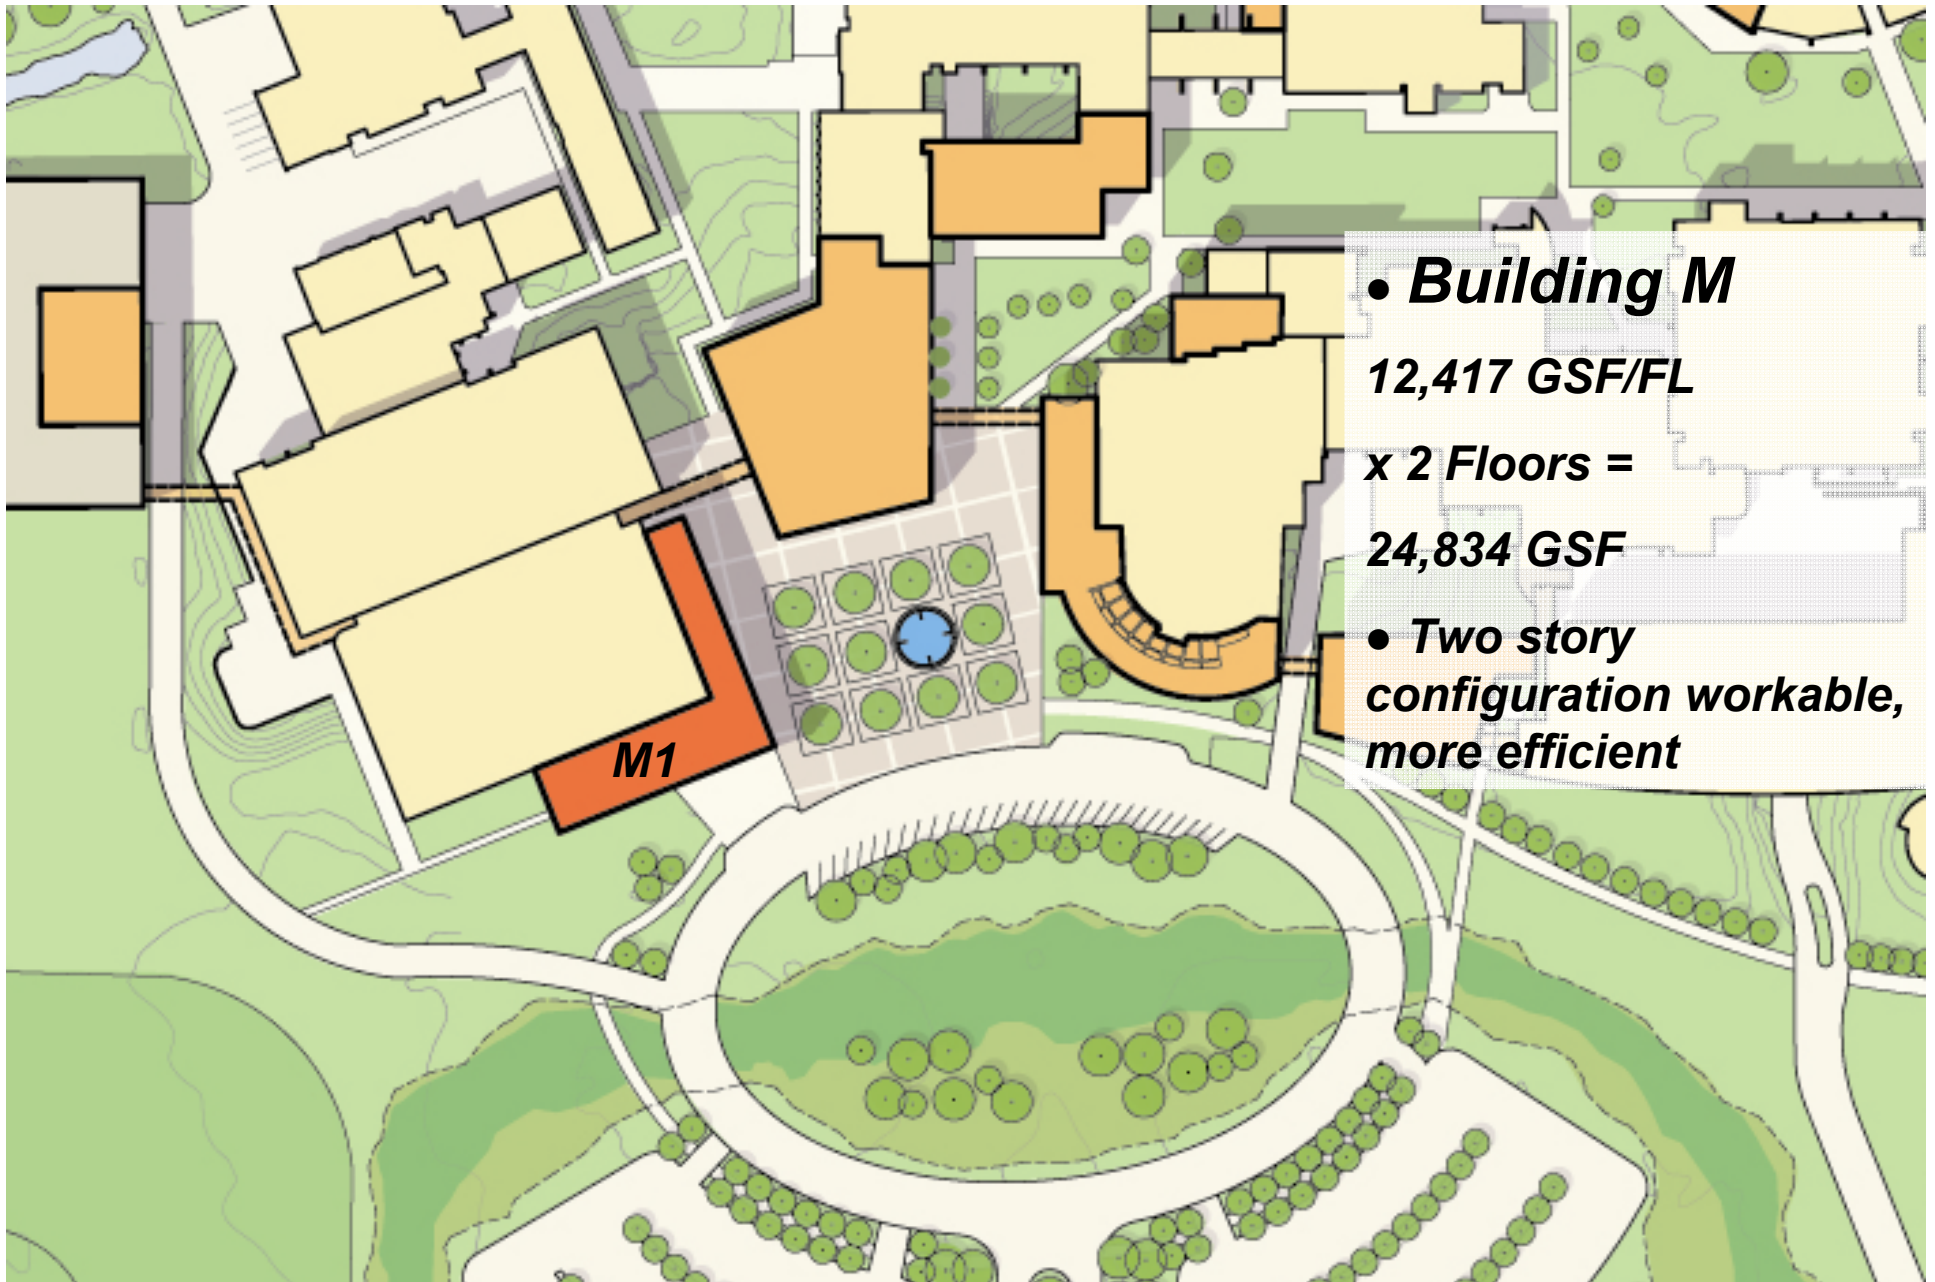 ● Building M
12,417 GSF/FL
x 2 Floors =
24,834 GSF
● Two story
configuration workable,
more efficient
M1